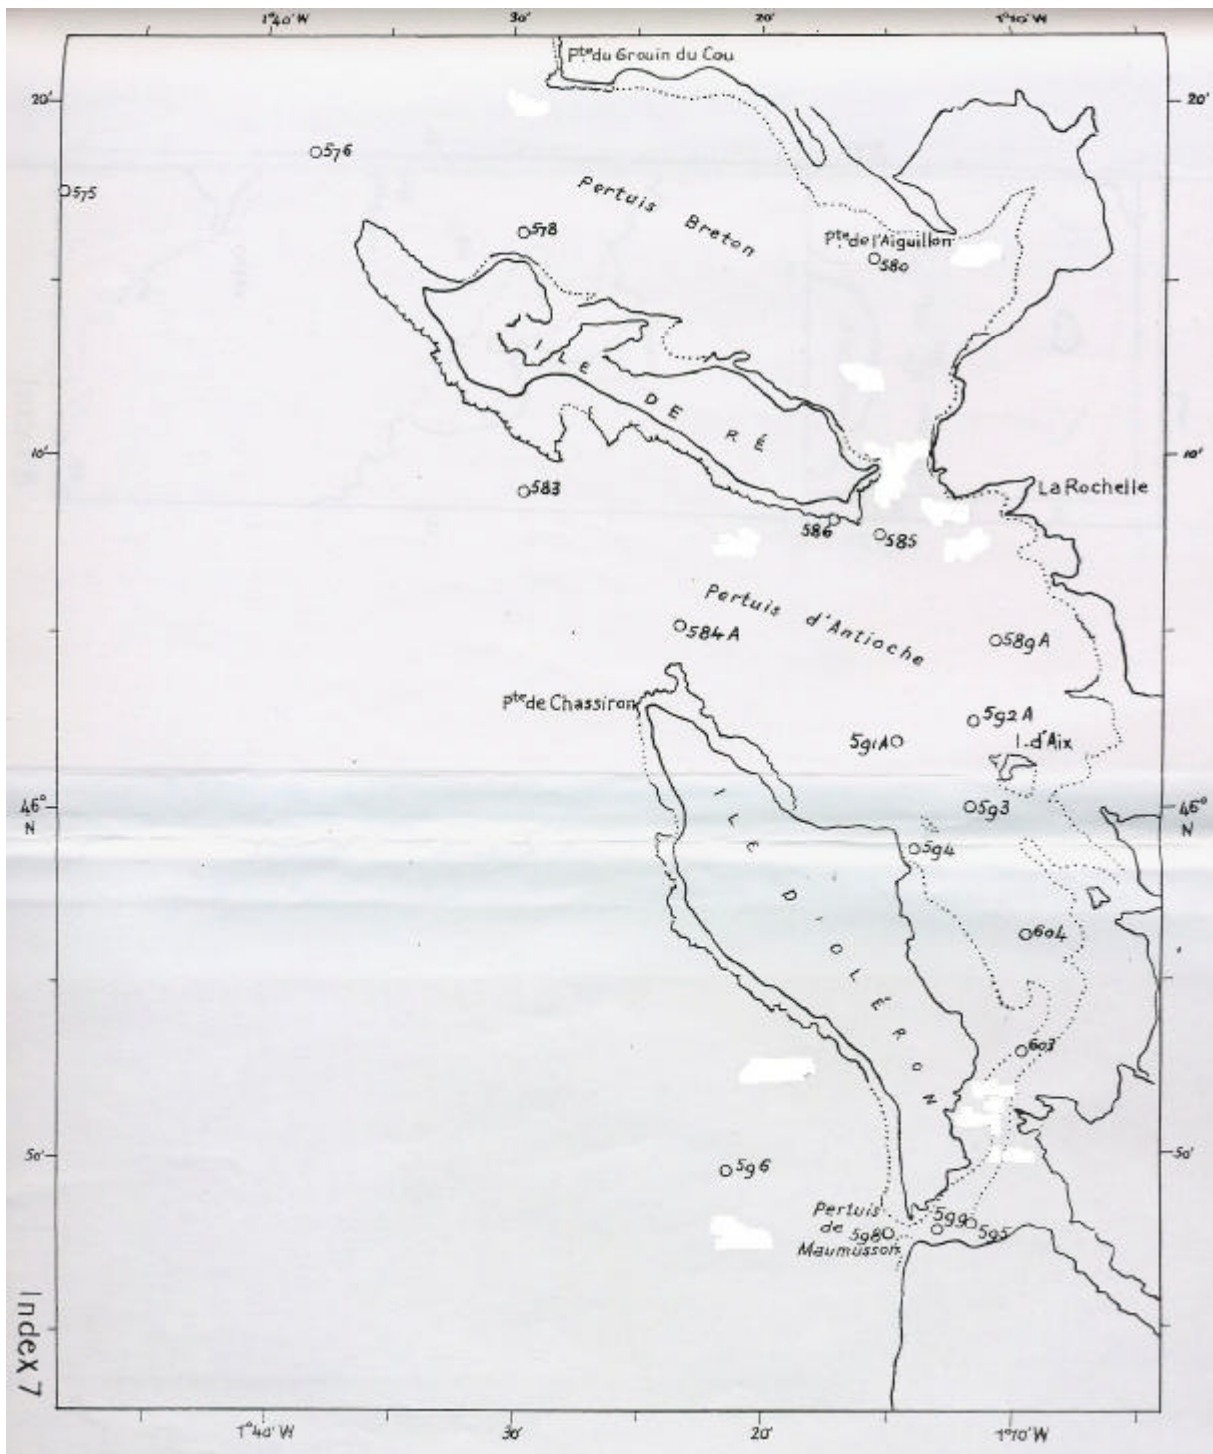 1°40'W 30' 20' 1°10'W
Pte du Grouin du Cou
20' 20'
576
575
Pertuis Breton
578
Pte de l'Aiguillon
580
ILE DE RÉ
10' 10'
583
La Rochelle
586
585
Pertuis d'Antioche
584A
589A
Pte de Chassiron
592A
591A
I. d'Aix
46° N 46° N
593
594
ILE D'OLÉRON
604
603
50' 50'
596
Pertuis de Maumusson
599
598
595
Index 7
1°40'W 30' 20' 1°10'W